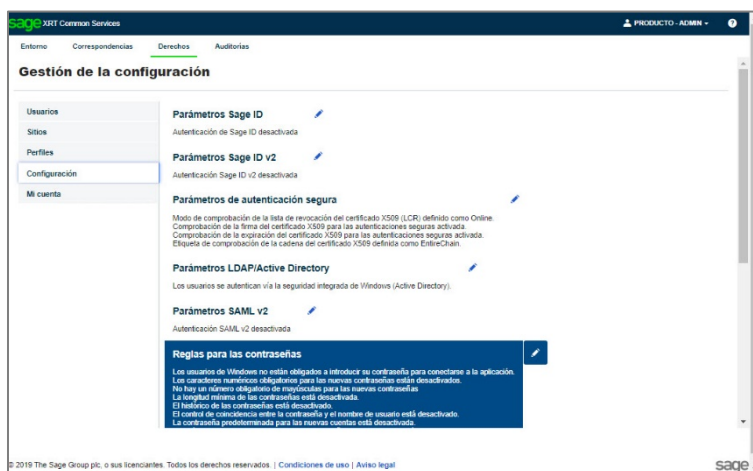 sage XRT Common Services
PRODUCTO - ADMIN
?
Entorno Correspondencias Derechos Auditorías
Gestión de la configuración
Usuarios
Sitios
Perfiles
Configuración
Mi cuenta
Parámetros Sage ID
Autenticación de Sage ID desactivada
Parámetros Sage ID v2
Autenticación Sage ID v2 desactivada
Parámetros de autenticación segura
Modo de comprobación de la lista de revocación del certificado X509 (LCR) definido como Online.
Comprobación de la firma del certificado X509 para las autenticaciones seguras activada.
Comprobación de la expiración del certificado X509 para las autenticaciones seguras activada.
Etiqueta de comprobación de la cadena del certificado X509 definida como EntireChain.
Parámetros LDAP/Active Directory
Los usuarios se autentican vía la seguridad integrada de Windows (Active Directory).
Parámetros SAML v2
Autenticación SAML v2 desactivada
Reglas para las contraseñas
Los usuarios de Windows no están obligados a introducir su contraseña para conectarse a la aplicación.
Los caracteres numéricos obligatorios para las nuevas contraseñas están desactivados.
No hay un número obligatorio de mayúsculas para las nuevas contraseñas
La longitud mínima de las contraseñas está desactivada.
El histórico de las contraseñas está desactivado.
El control de coincidencia entre la contraseña y el nombre de usuario está desactivado.
La contraseña predeterminada para las nuevas cuentas está desactivada.
© 2019 The Sage Group plc, o sus licenciantes. Todos los derechos reservados. | Condiciones de uso | Aviso legal
sage